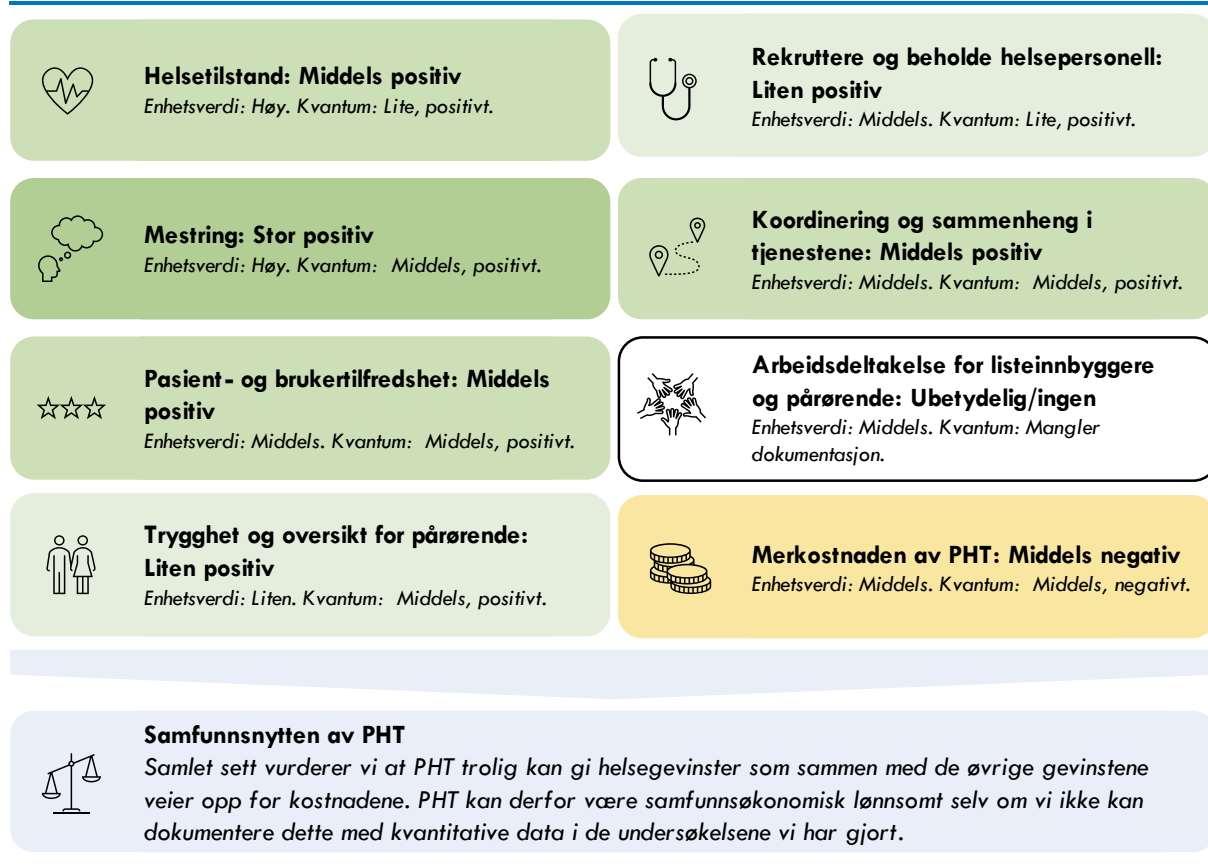 Helsetilstand: Middels positiv
Enhetsverdi: Høy. Kvantum: Lite, positivt.
Rekruttere og beholde helsepersonell:
Liten positiv
Enhetsverdi: Middels. Kvantum: Lite, positivt.
Mestring: Stor positiv
Enhetsverdi: Høy. Kvantum: Middels, positivt.
Koordinering og sammenheng i
tjenestene: Middels positiv
Enhetsverdi: Middels. Kvantum: Middels, positivt.
Pasient- og brukertilfredshet: Middels
positiv
Enhetsverdi: Middels. Kvantum: Middels, positivt.
Arbeidsdeltakelse for listeinnbyggere
og pårørende: Ubetydelig/ingen
Enhetsverdi: Middels. Kvantum: Mangler
dokumentasjon.
Trygghet og oversikt for pårørende:
Liten positiv
Enhetsverdi: Liten. Kvantum: Middels, positivt.
Merkostnaden av PHT: Middels negativ
Enhetsverdi: Middels. Kvantum: Middels, negativt.
Samfunnsnytten av PHT
Samlet sett vurderer vi at PHT trolig kan gi helsegevinster som sammen med de øvrige gevinstene
veier opp for kostnadene. PHT kan derfor være samfunnsøkonomisk lønnsomt selv om vi ikke kan
dokumentere dette med kvantitative data i de undersøkelsene vi har gjort.